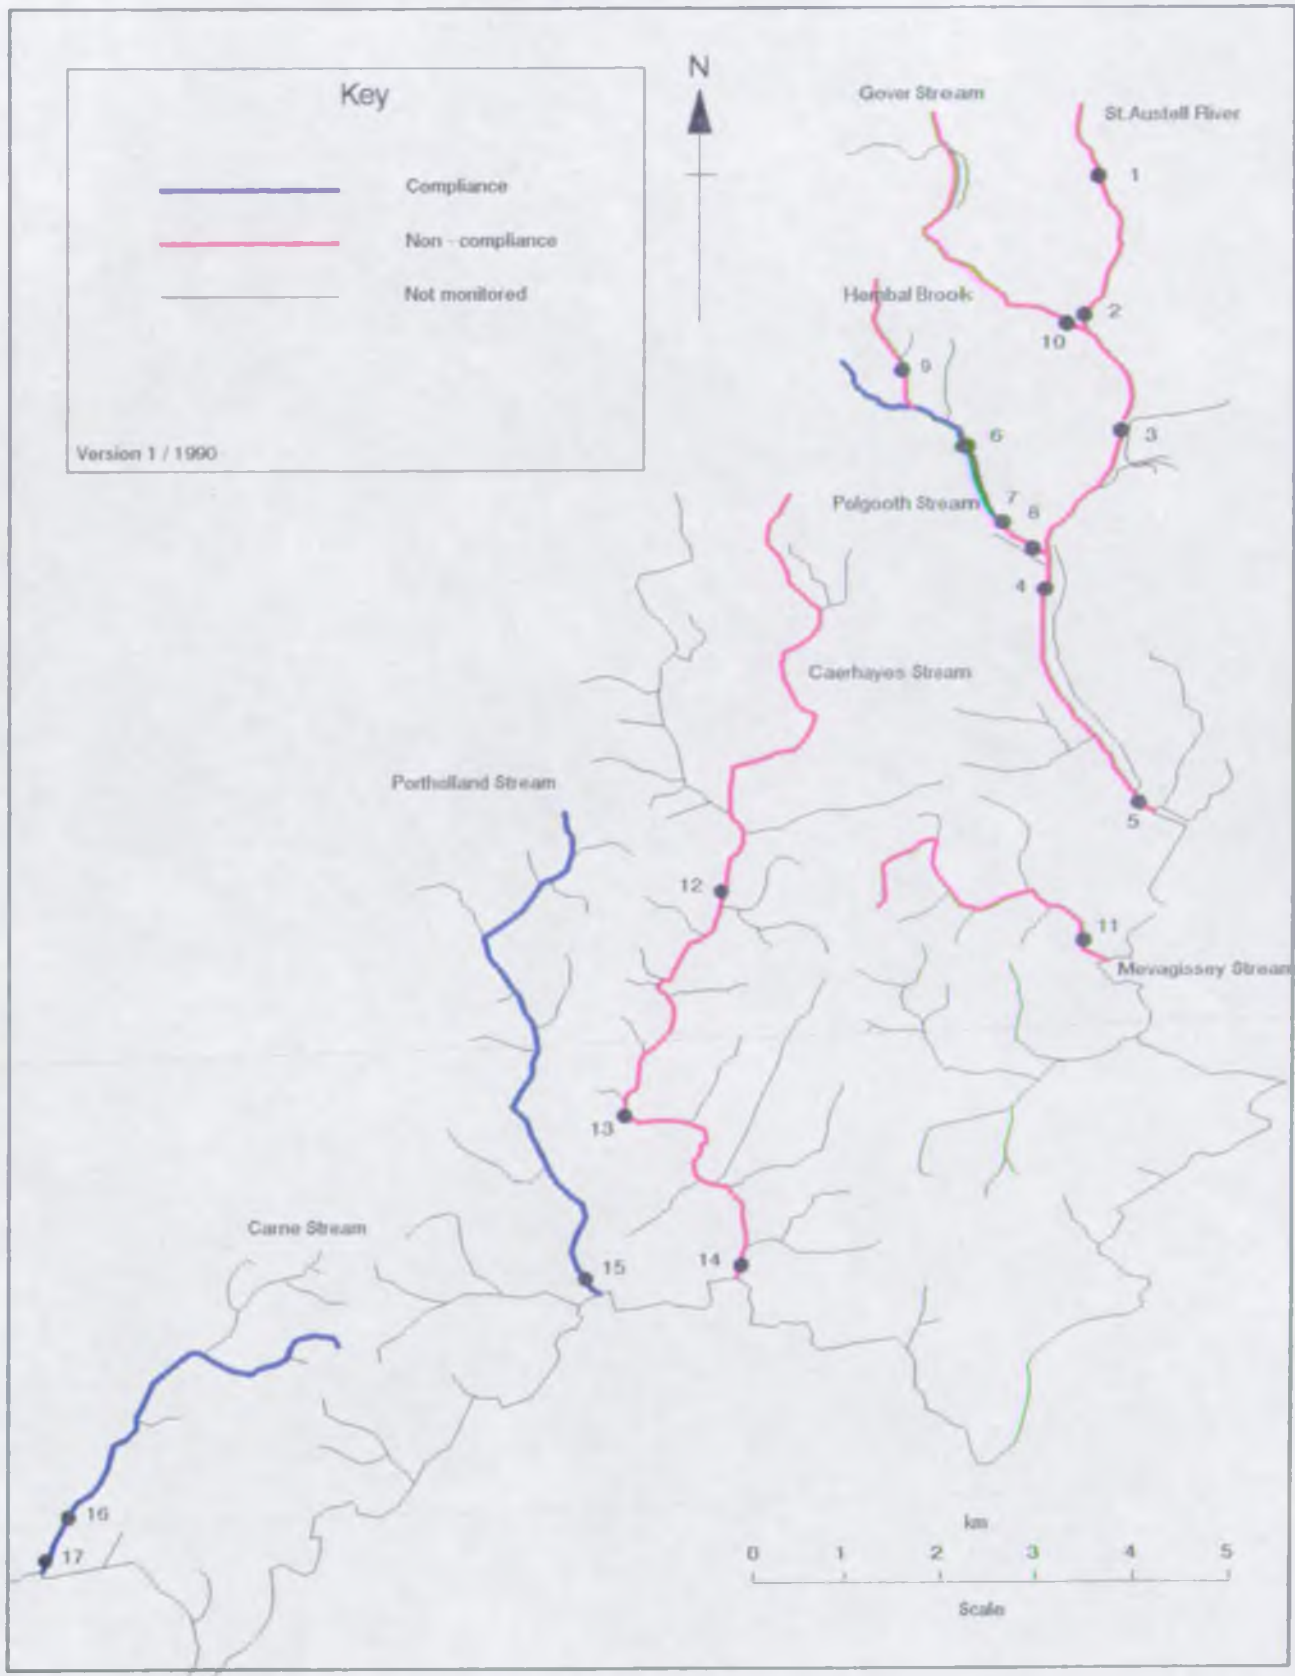 Key
Compliance
Non - compliance
Not monitored
Version 1 / 1990
N
Gover Stream
St.Austell River
1
Hembal Brook
2
10
9
3
6
7
8
Polgooth Stream
4
Caerhayes Stream
Portholland Stream
5
12
11
Mevagissey Stream
13
Carne Stream
14
15
16
17
km
0 1 2 3 4 5
Scale